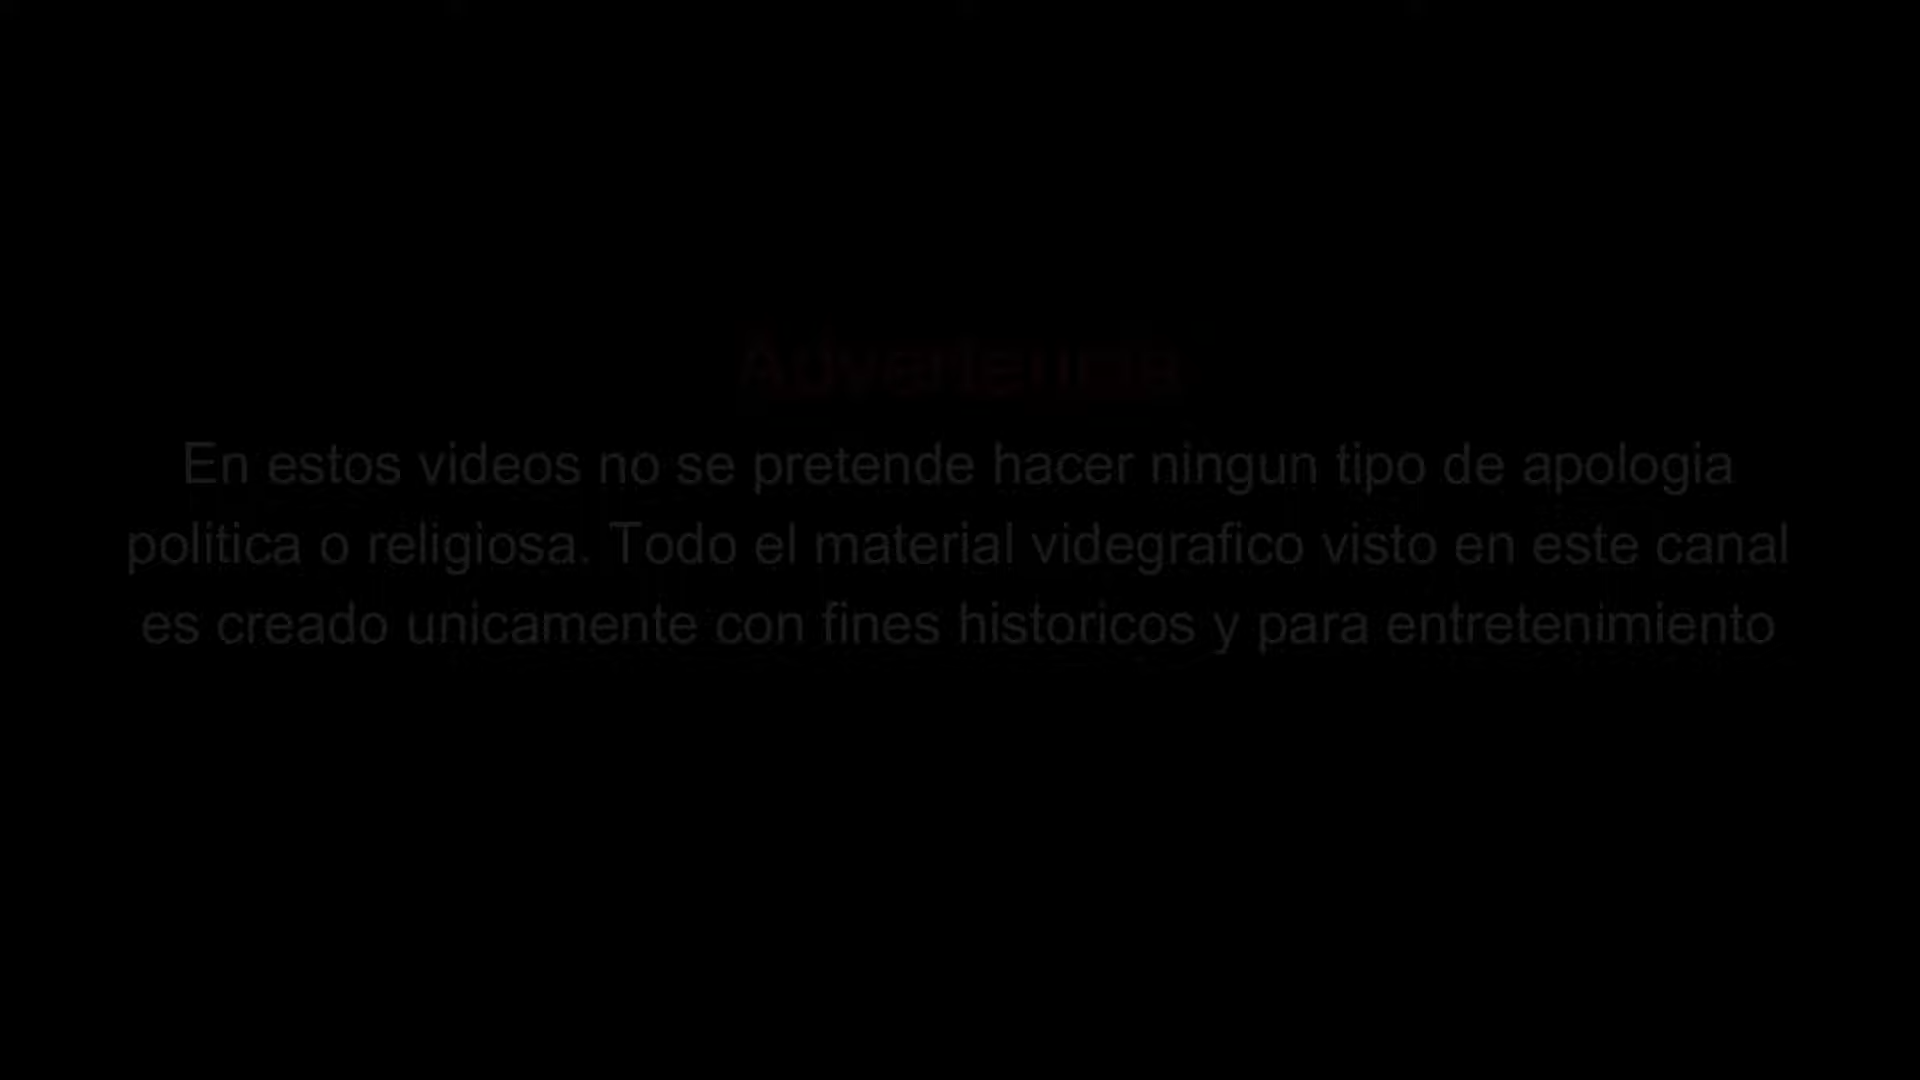 Advertencia
En estos videos no se pretende hacer ningun tipo de apologia
politica o religiosa. Todo el material videgrafico visto en este canal
es creado unicamente con fines historicos y para entretenimiento